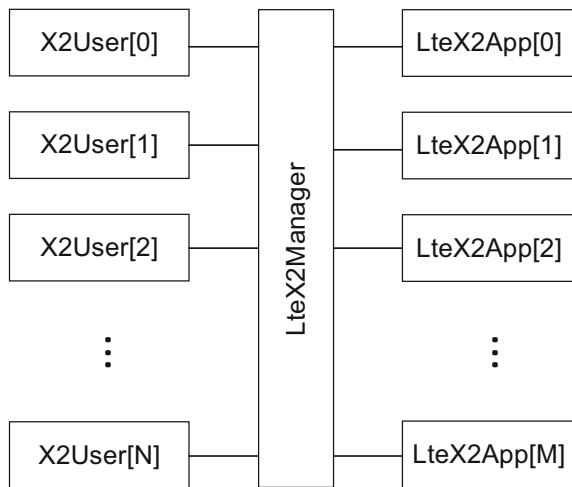 X2User[0]
LteX2App[0]
X2User[1]
LteX2App[1]
X2User[2]
LteX2App[2]
LteX2Manager
X2User[N]
LteX2App[M]